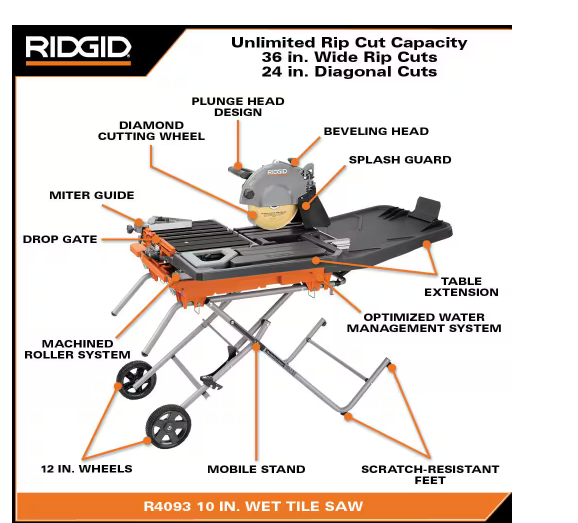 RIDGID
Unlimited Rip Cut Capacity
36 in. Wide Rip Cuts
24 in. Diagonal Cuts
PLUNGE HEAD
DESIGN
DIAMOND
CUTTING WHEEL
BEVELING HEAD
SPLASH GUARD
RIDGID
MITER GUIDE
DROP GATE
TABLE
EXTENSION
OPTIMIZED WATER
MANAGEMENT SYSTEM
MACHINED
ROLLER SYSTEM
12 IN. WHEELS
MOBILE STAND
SCRATCH-RESISTANT
FEET
R4093 10 IN. WET TILE SAW